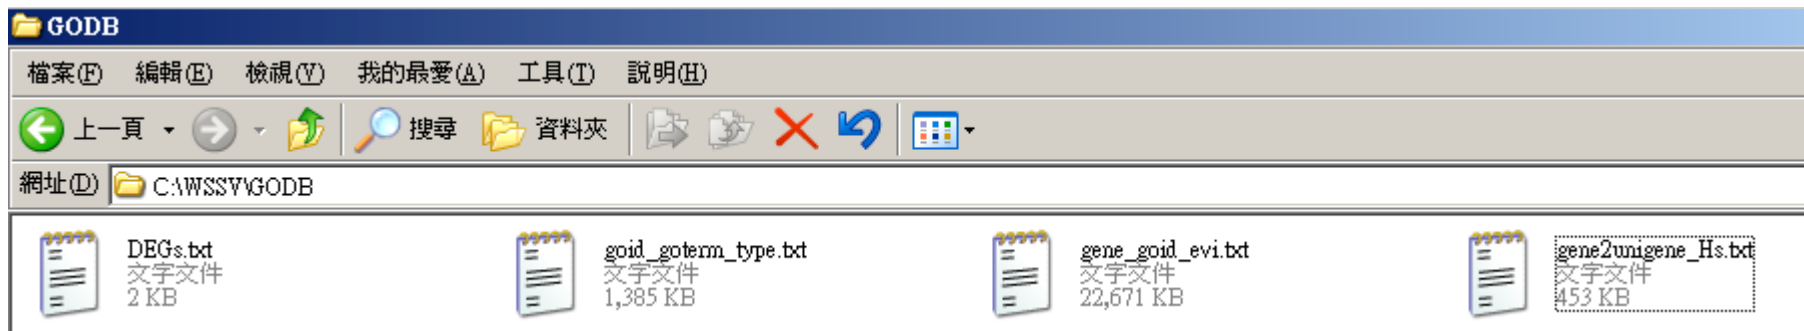 GODB
檔案(F) 編輯(E) 檢視(V) 我的最愛(A) 工具(T) 說明(H)
上一頁 搜尋 資料夾
網址(D) C:\WSSV\GODB
DEGs.txt
文字文件
2 KB
goid_goterm_type.txt
文字文件
1,385 KB
gene_goid_evi.txt
文字文件
22,671 KB
gene2unigene_Hs.txt
文字文件
453 KB